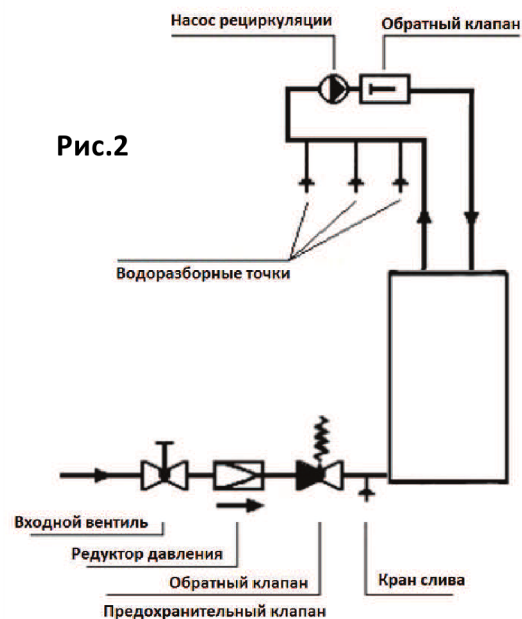 Насос рециркуляции
Обратный клапан
Рис.2
Водоразборные точки
Входной вентиль
Редуктор давления
Обратный клапан
Кран слива
Предохранительный клапан